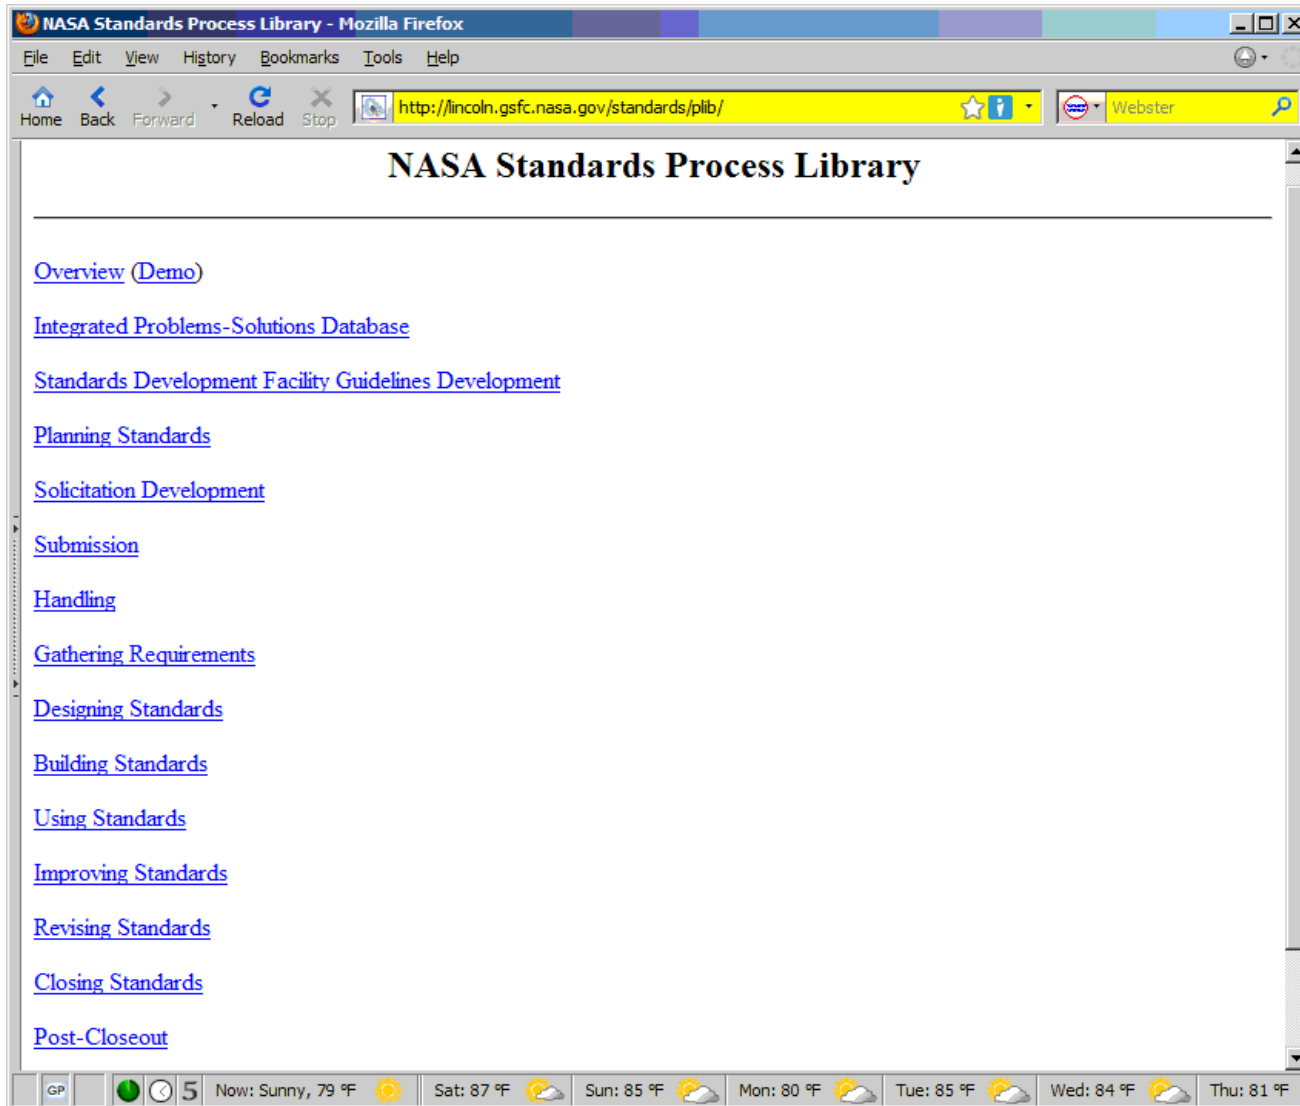 NASA Standards Process Library - Mozilla Firefox
File Edit View History Bookmarks Tools Help
Home Back Forward Reload Stop http://lincoln.gsfc.nasa.gov/standards/plib/ Webster
NASA Standards Process Library
Overview (Demo)
Integrated Problems-Solutions Database
Standards Development Facility Guidelines Development
Planning Standards
Solicitation Development
Submission
Handling
Gathering Requirements
Designing Standards
Building Standards
Using Standards
Improving Standards
Revising Standards
Closing Standards
Post-Closeout
GP 5 Now: Sunny, 79 °F Sat: 87 °F Sun: 85 °F Mon: 80 °F Tue: 85 °F Wed: 84 °F Thu: 81 °F